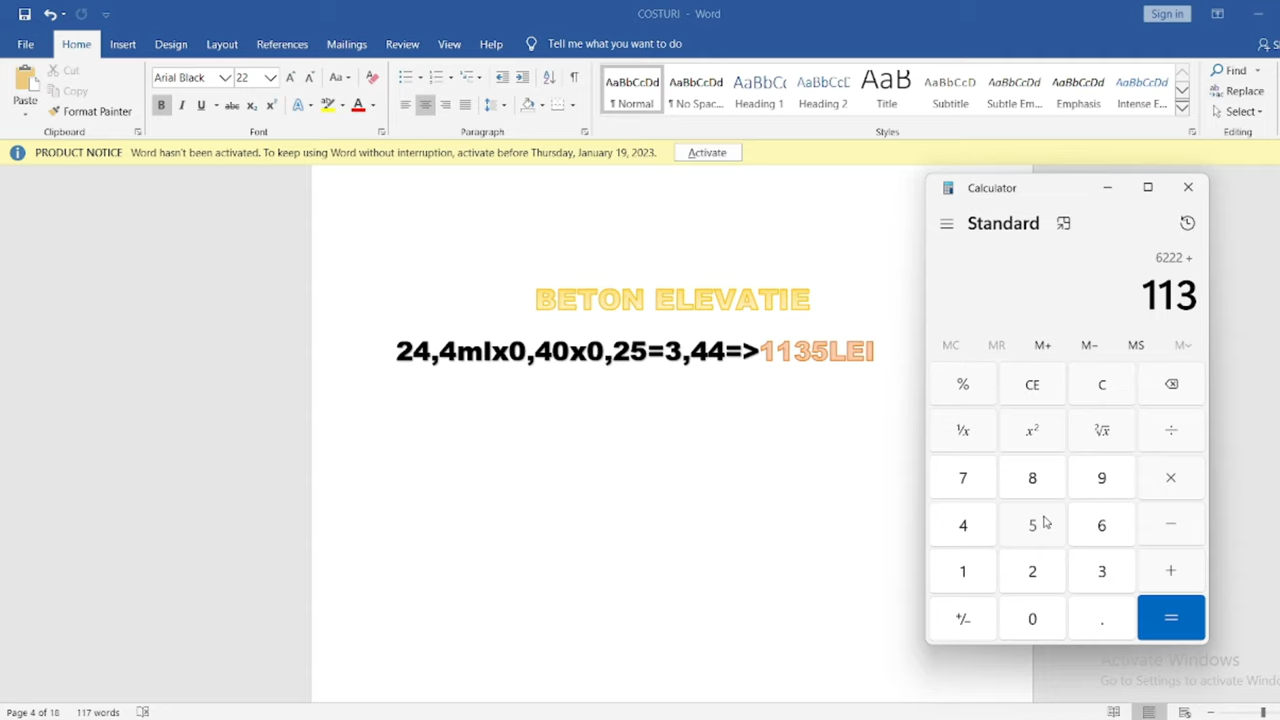 COSTURI - Word
Sign in
File Home Insert Design Layout References Mailings Review View Help Tell me what you want to do
Paste
Cut
Copy
Format Painter
Clipboard
Arial Black 22
Font
Paragraph
AaBbCcDd ¶ Normal
AaBbCcDd ¶ No Spac...
AaBbCc Heading 1
AaBbCcC Heading 2
AaB Title
AaBbCcD Subtitle
AaBbCcDd Subtle Em...
AaBbCcDd Emphasis
AaBbCcDd Intense E...
Styles
Find
Replace
Select
Editing
PRODUCT NOTICE Word hasn't been activated. To keep using Word without interruption, activate before Thursday, January 19, 2023. Activate
BETON ELEVATIE
24,4mlx0,40x0,25=3,44=>1135LEI
Calculator
Standard
6222 +
113
MC MR M+ M− MS M˅
% CE C
¹/x x² ²√x ÷
7 8 9 ×
4 5 6 −
1 2 3 +
+/− 0 . =
Activate Windows
Go to Settings to activate Windo
Page 4 of 18 117 words